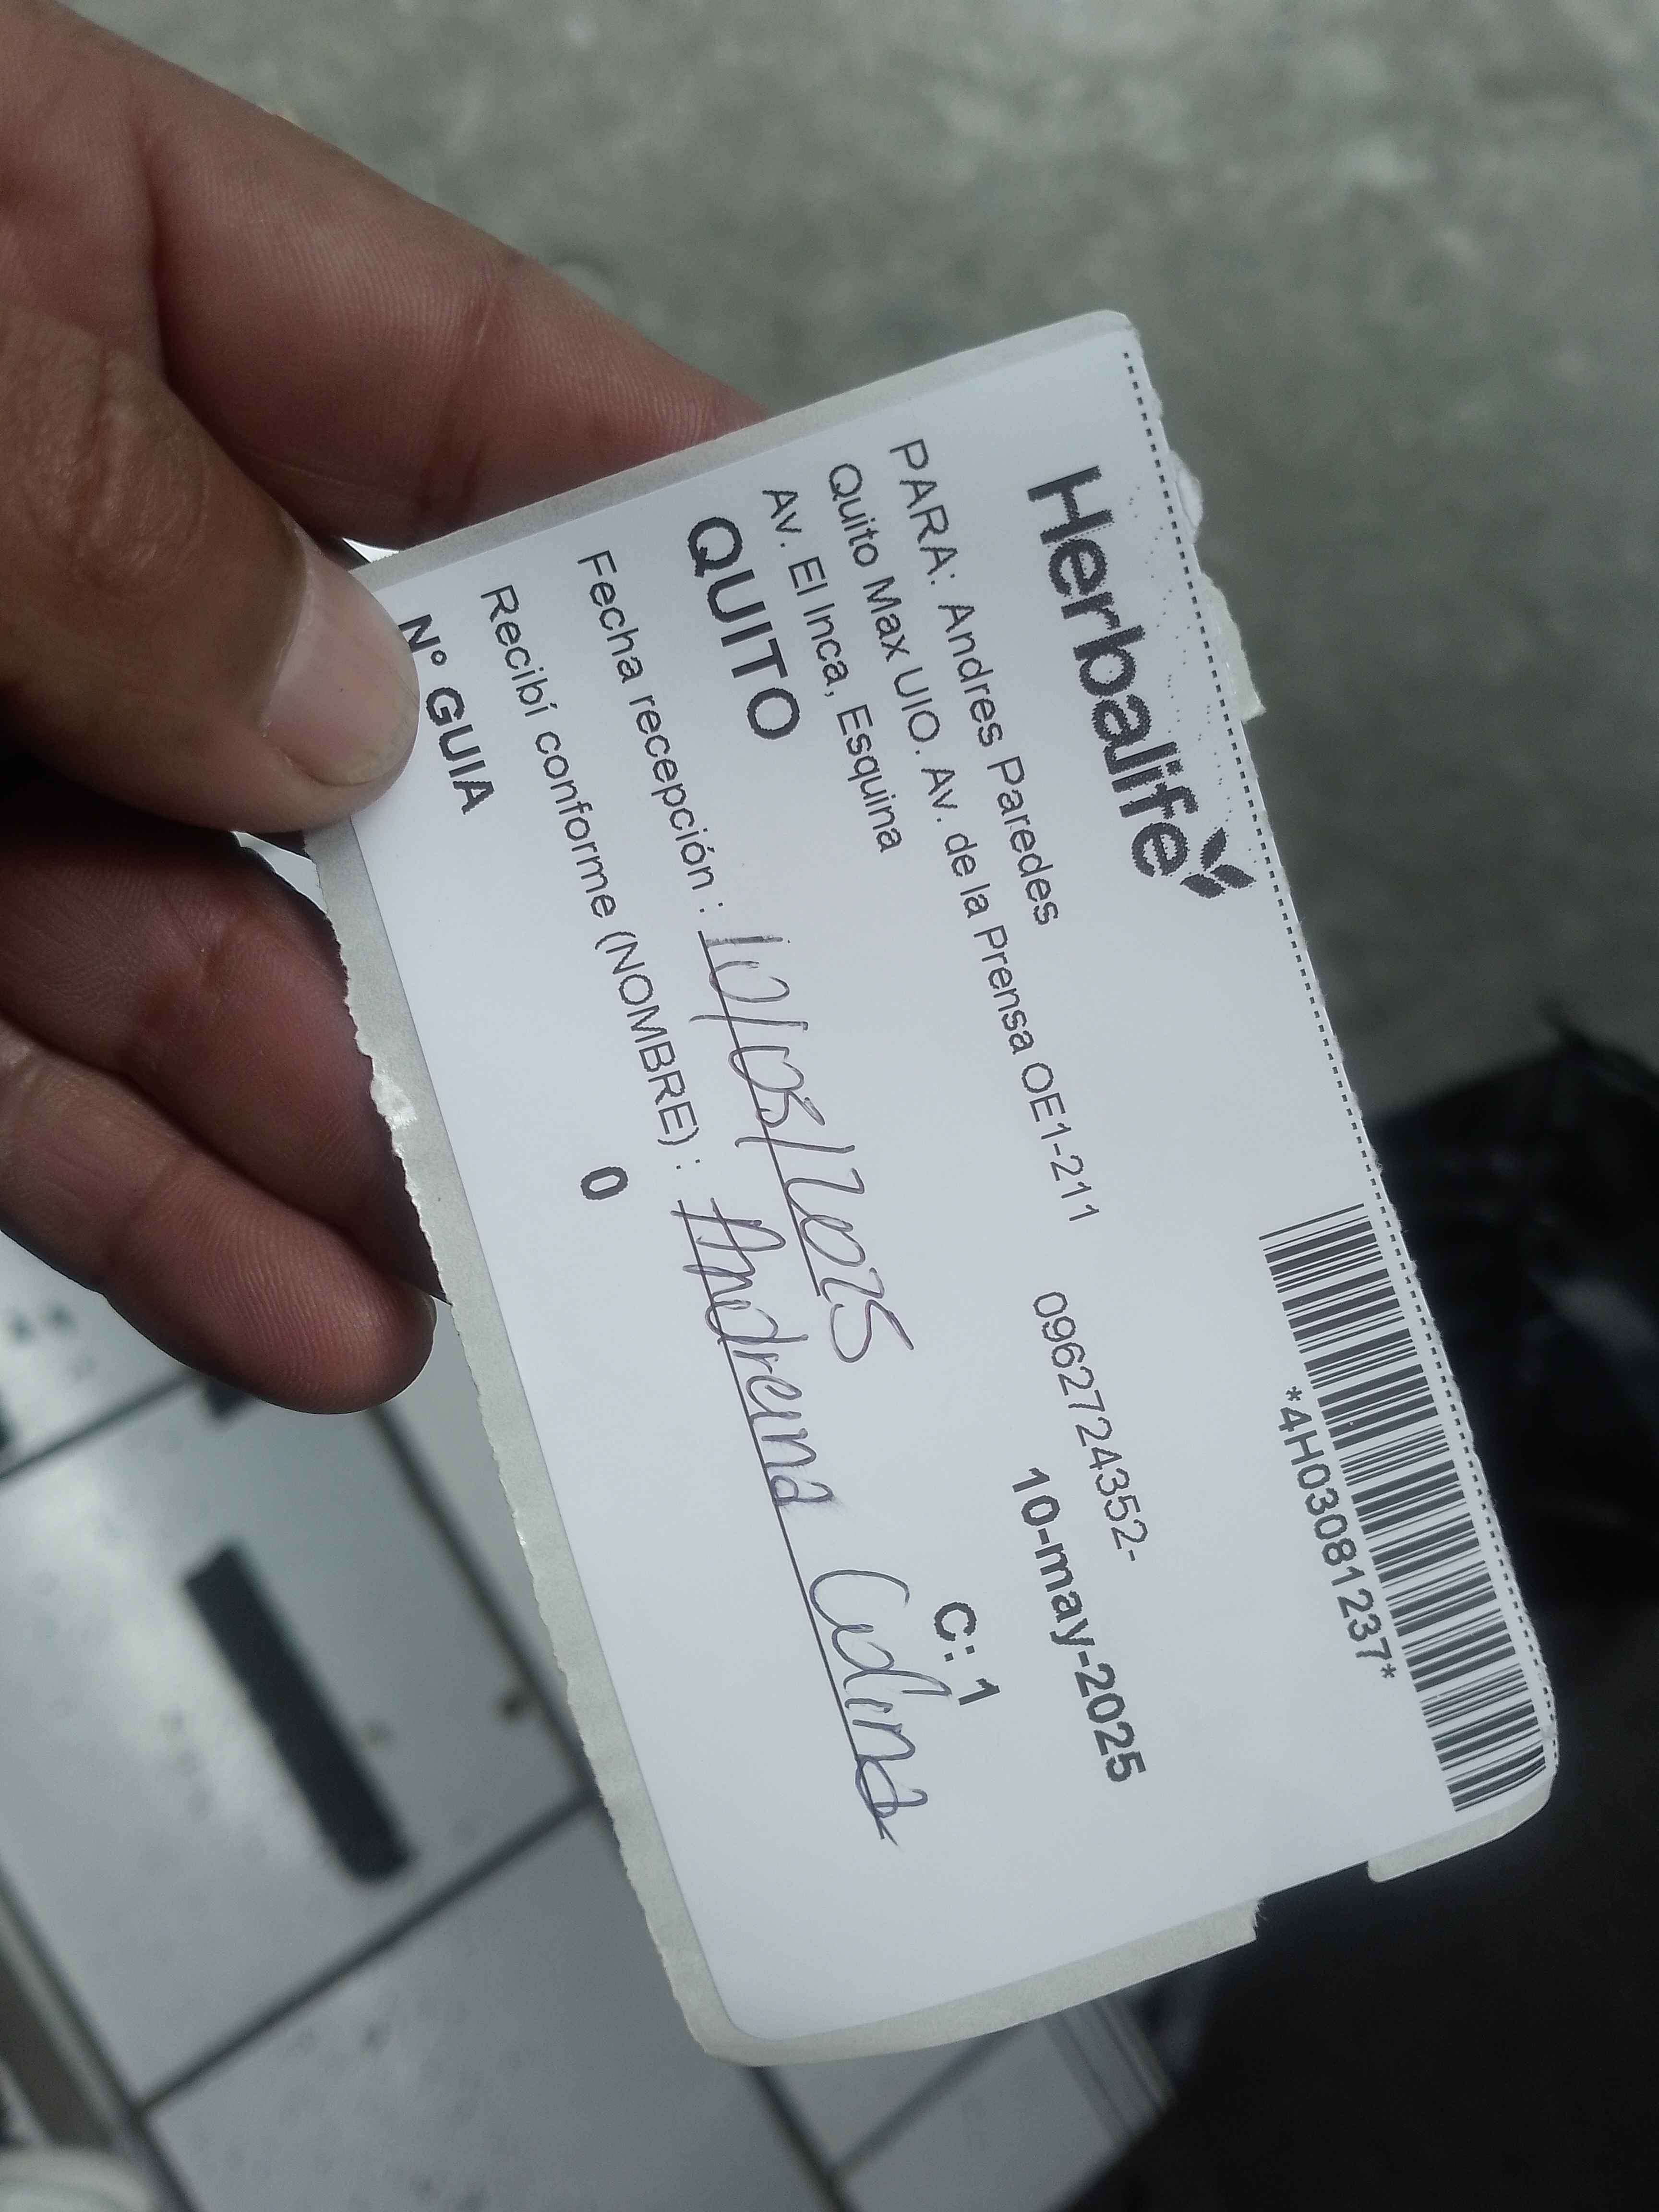 Herbalife
*4H03081237*
PARA: Andres Paredes
0962724352-
Quito Max UIO. Av. de la Prensa OE1-211
10-may-2025
Av. El Inca, Esquina
QUITO
C: 1
Fecha recepción : 10/05/2025
Recibí conforme (NOMBRE) : Andreina Colina
N° GUIA
0